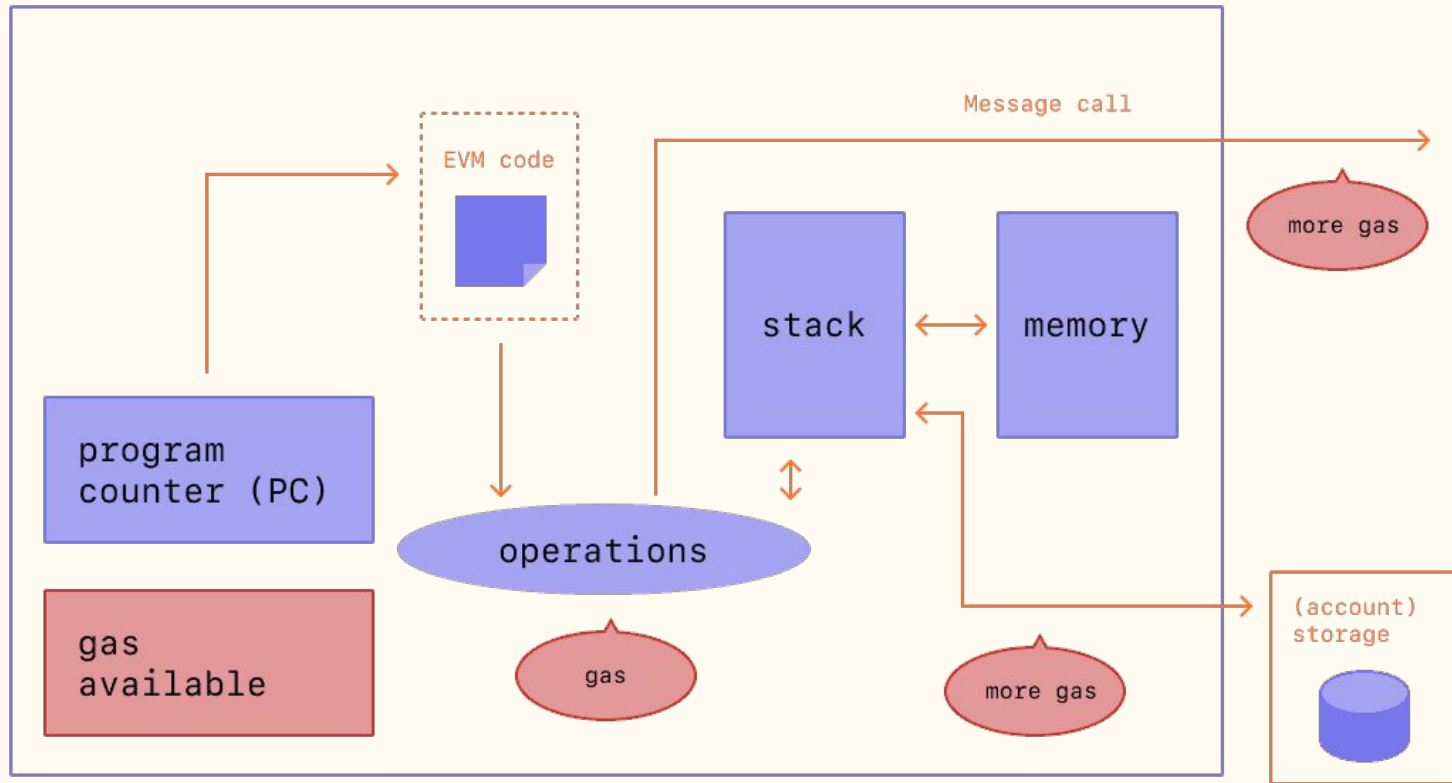 Message call
EVM code
more gas
stack
memory
program
counter (PC)
operations
(account)
storage
gas
available
gas
more gas